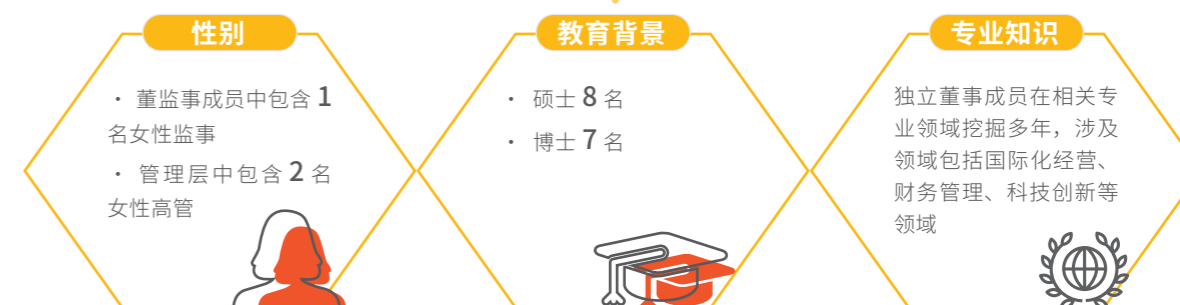 性别
· 董监事成员中包含 1
名女性监事
· 管理层中包含 2 名
女性高管
教育背景
· 硕士 8 名
· 博士 7 名
专业知识
独立董事成员在相关专
业领域挖掘多年，涉及
领域包括国际化经营、
财务管理、科技创新等
领域